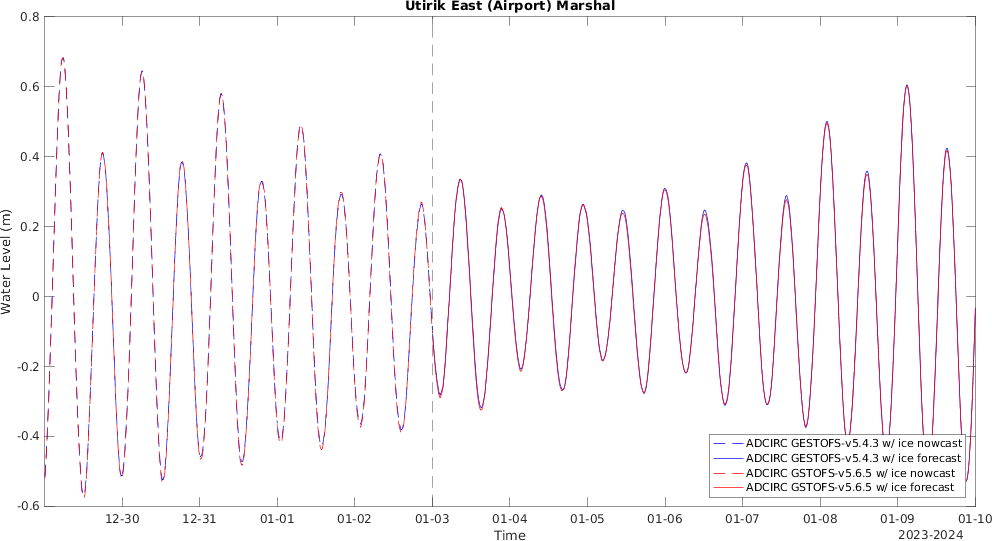 Utirik East (Airport) Marshal
Water Level (m)
0.8
0.6
0.4
0.2
0
-0.2
-0.4
-0.6
ADCIRC GESTOFS-v5.4.3 w/ ice nowcast
ADCIRC GESTOFS-v5.4.3 w/ ice forecast
ADCIRC GSTOFS-v5.6.5 w/ ice nowcast
ADCIRC GSTOFS-v5.6.5 w/ ice forecast
12-30 12-31 01-01 01-02 01-03 01-04 01-05 01-06 01-07 01-08 01-09 01-10
Time
2023-2024